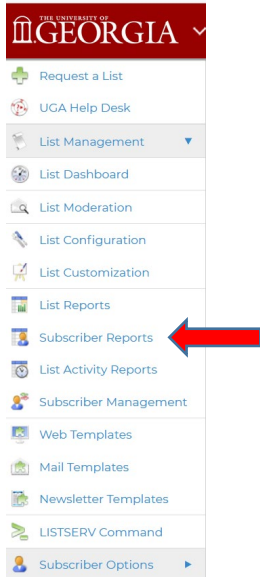 THE UNIVERSITY OF
GEORGIA
Request a List
UGA Help Desk
List Management
List Dashboard
List Moderation
List Configuration
List Customization
List Reports
Subscriber Reports
List Activity Reports
Subscriber Management
Web Templates
Mail Templates
Newsletter Templates
LISTSERV Command
Subscriber Options